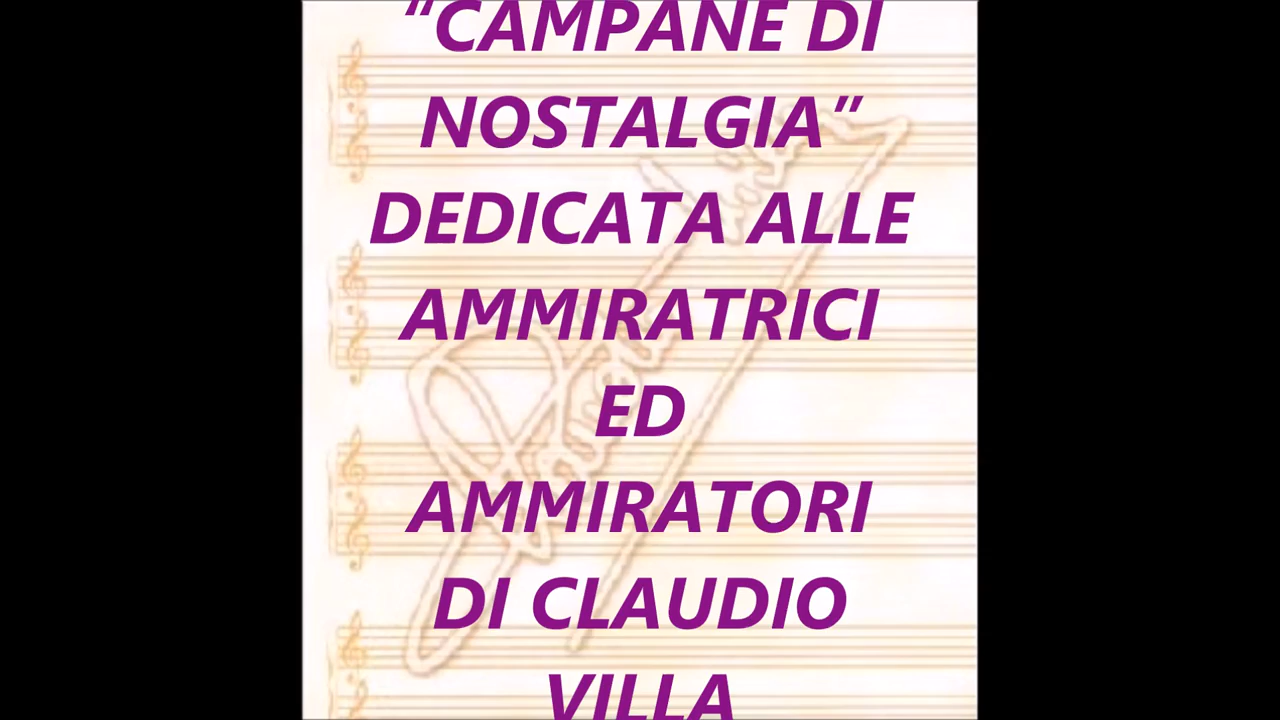 “CAMPANE DI
NOSTALGIA”
DEDICATA ALLE
AMMIRATRICI
ED
AMMIRATORI
DI CLAUDIO
VILLA